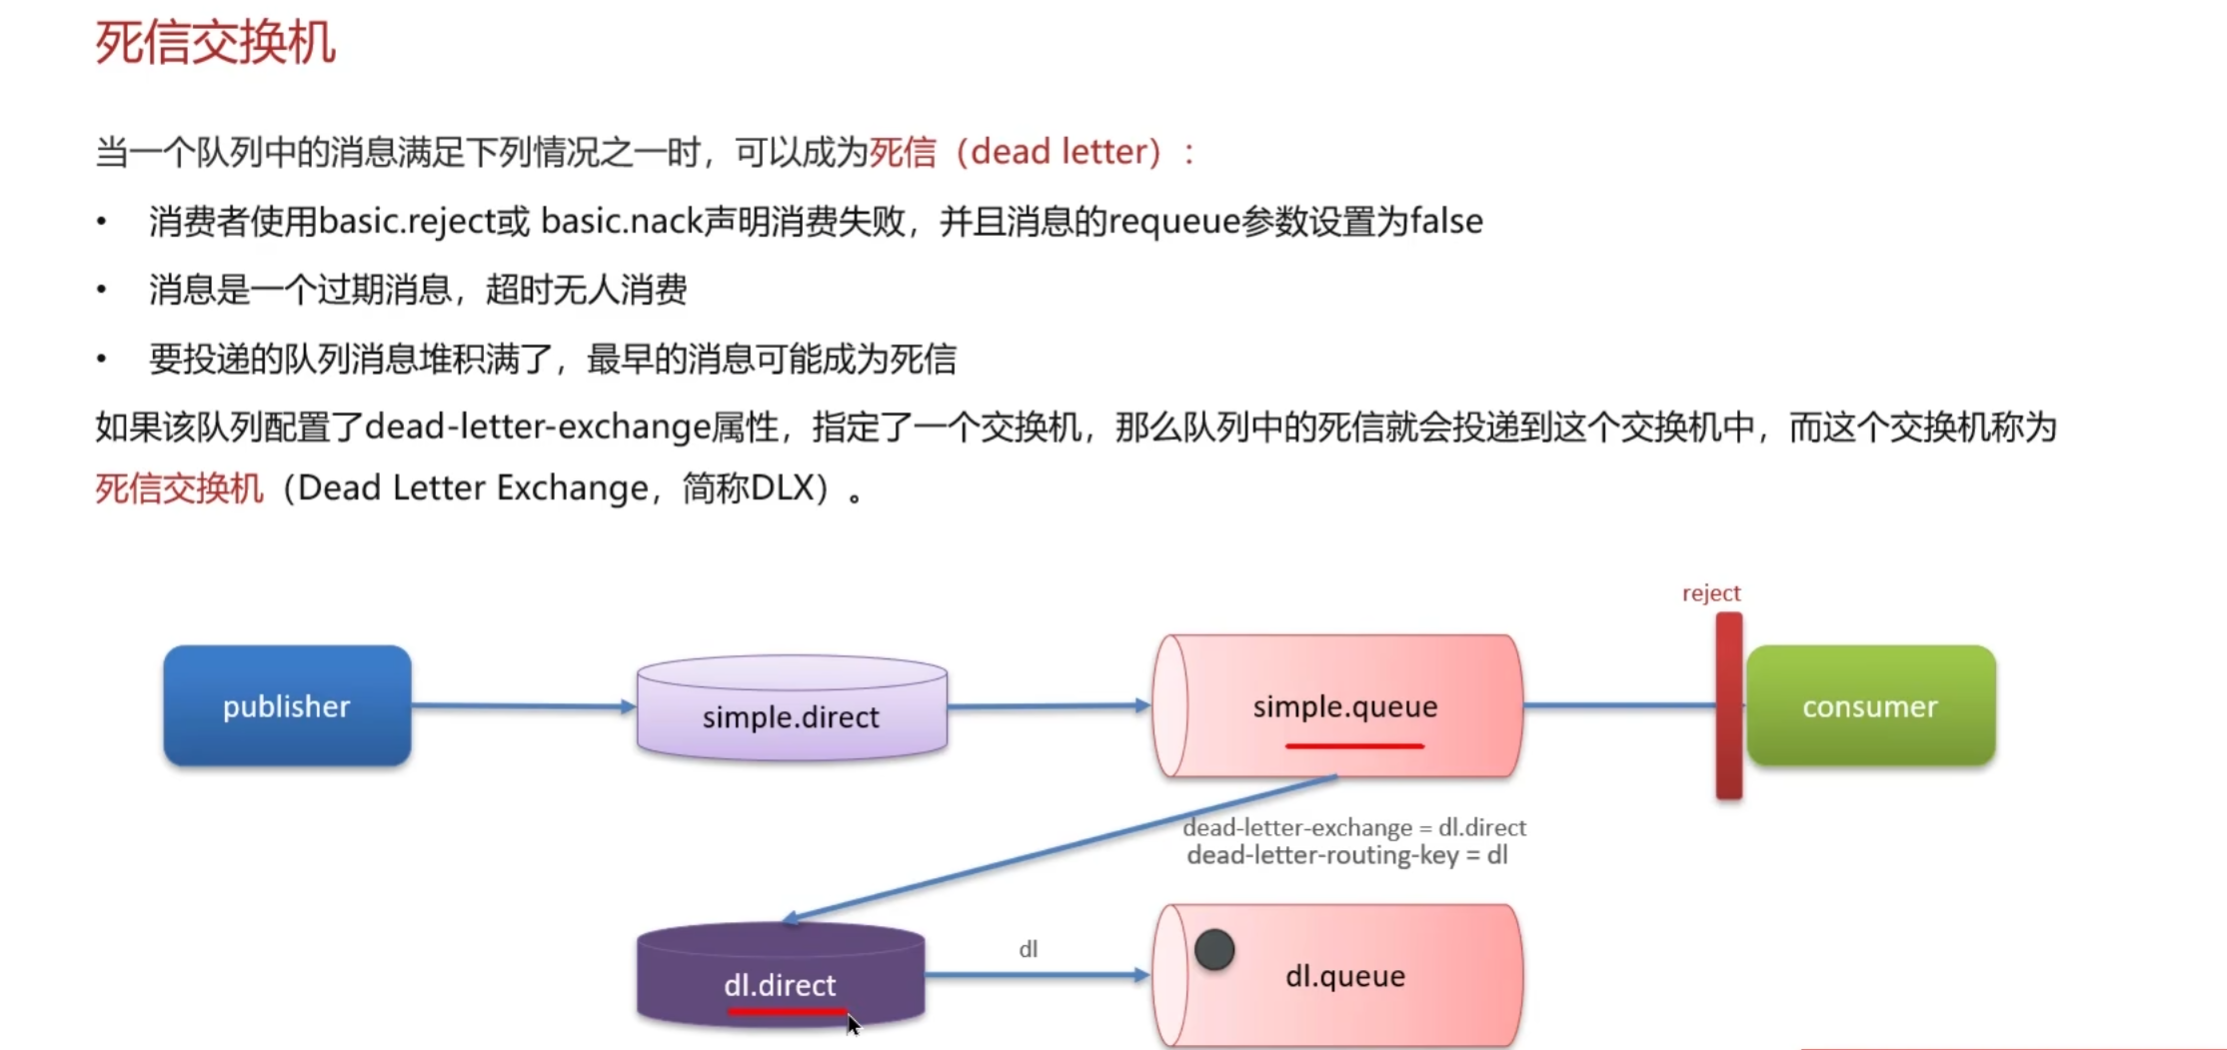 死信交换机
当一个队列中的消息满足下列情况之一时，可以成为死信（dead letter）：
• 消费者使用basic.reject或 basic.nack声明消费失败，并且消息的requeue参数设置为false
• 消息是一个过期消息，超时无人消费
• 要投递的队列消息堆积满了，最早的消息可能成为死信
如果该队列配置了dead-letter-exchange属性，指定了一个交换机，那么队列中的死信就会投递到这个交换机中，而这个交换机称为
死信交换机（Dead Letter Exchange，简称DLX）。
reject
publisher
simple.direct
simple.queue
consumer
dead-letter-exchange = dl.direct
dead-letter-routing-key = dl
dl.direct
dl
dl.queue